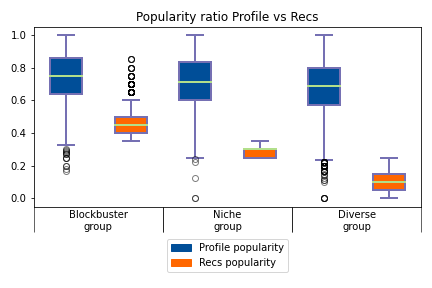 Popularity ratio Profile vs Recs
1.0
0.8
0.6
0.4
0.2
0.0
Blockbuster
group
Niche
group
Diverse
group
Profile popularity
Recs popularity